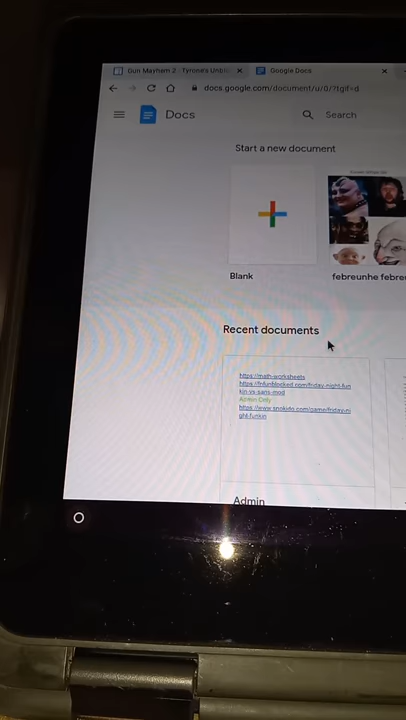 Gun Mayhem 2 - Tyrone's Unblo
Google Docs
docs.google.com/document/u/0/?tgif=d
Docs
Search
Start a new document
Blank
febreunhe febre
Recent documents
https://math-worksheets
https://fnfunblocked.com/friday-night-fun
kin-vs-sans-mod
Admin Only
https://www.snokido.com/game/friday-ni
ght-funkin
Admin